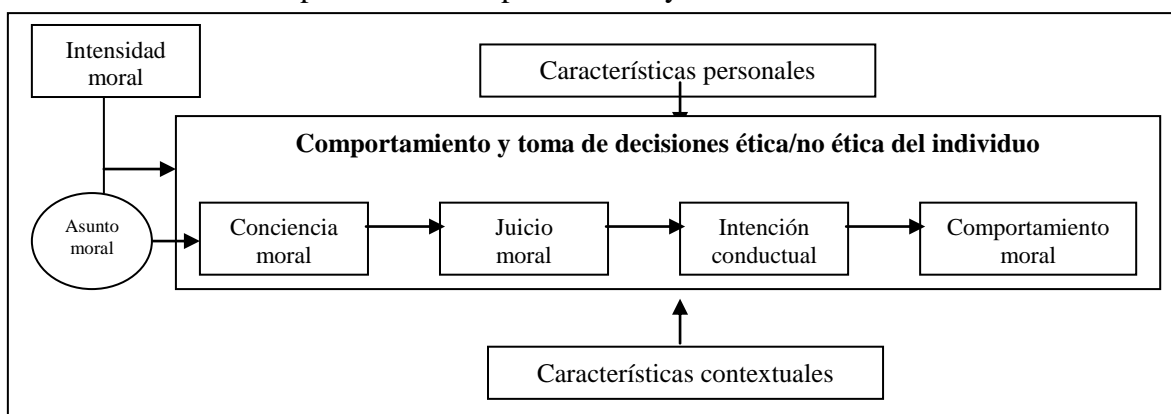 Intensidad
moral
Características personales
Comportamiento y toma de decisiones ética/no ética del individuo
Asunto
moral
Conciencia
moral
Juicio
moral
Intención
conductual
Comportamiento
moral
Características contextuales